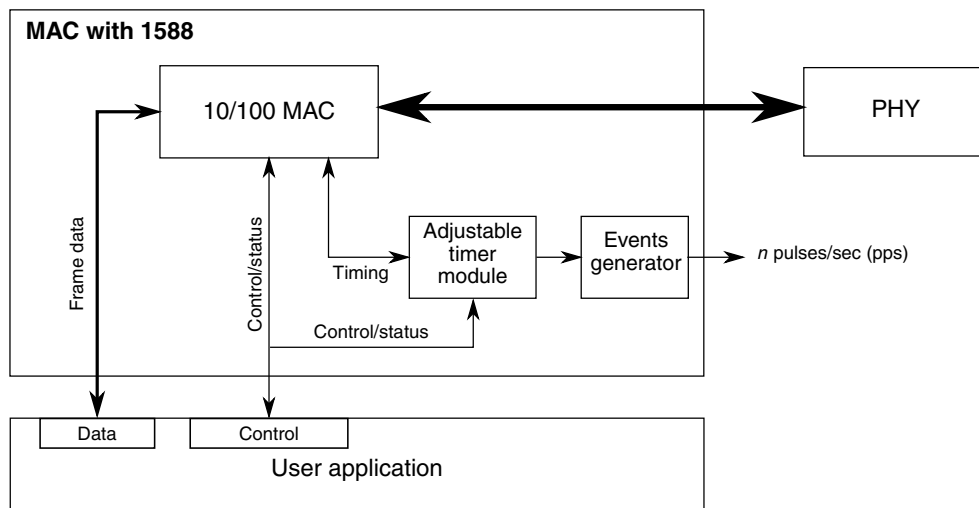 MAC with 1588
10/100 MAC
PHY
Frame data
Control/status
Timing
Adjustable
timer
module
Events
generator
n pulses/sec (pps)
Control/status
Data
Control
User application